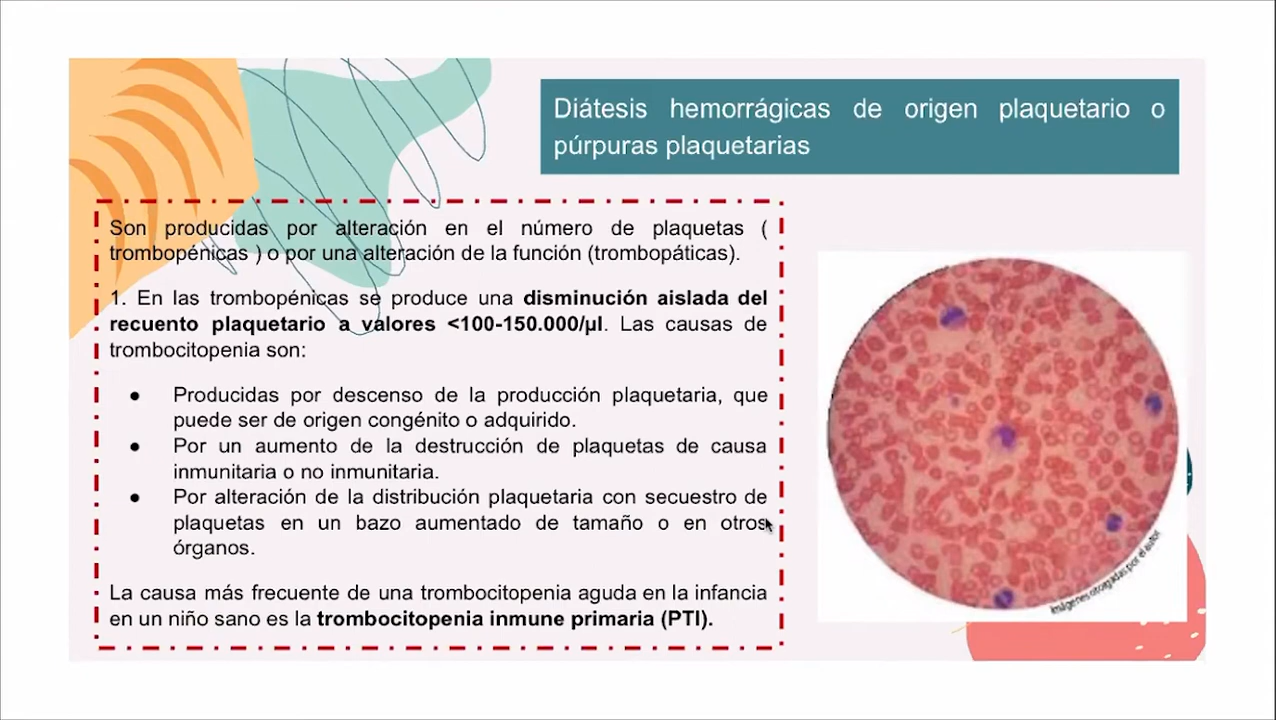 Diátesis hemorrágicas de origen plaquetario o
púrpuras plaquetarias
Son producidas por alteración en el número de plaquetas (
trombopénicas ) o por una alteración de la función (trombopáticas).
1. En las trombopénicas se produce una disminución aislada del
recuento plaquetario a valores <100-150.000/µl. Las causas de
trombocitopenia son:
● Producidas por descenso de la producción plaquetaria, que
puede ser de origen congénito o adquirido.
● Por un aumento de la destrucción de plaquetas de causa
inmunitaria o no inmunitaria.
● Por alteración de la distribución plaquetaria con secuestro de
plaquetas en un bazo aumentado de tamaño o en otros
órganos.
La causa más frecuente de una trombocitopenia aguda en la infancia
en un niño sano es la trombocitopenia inmune primaria (PTI).
Imágenes otorgadas por el autor